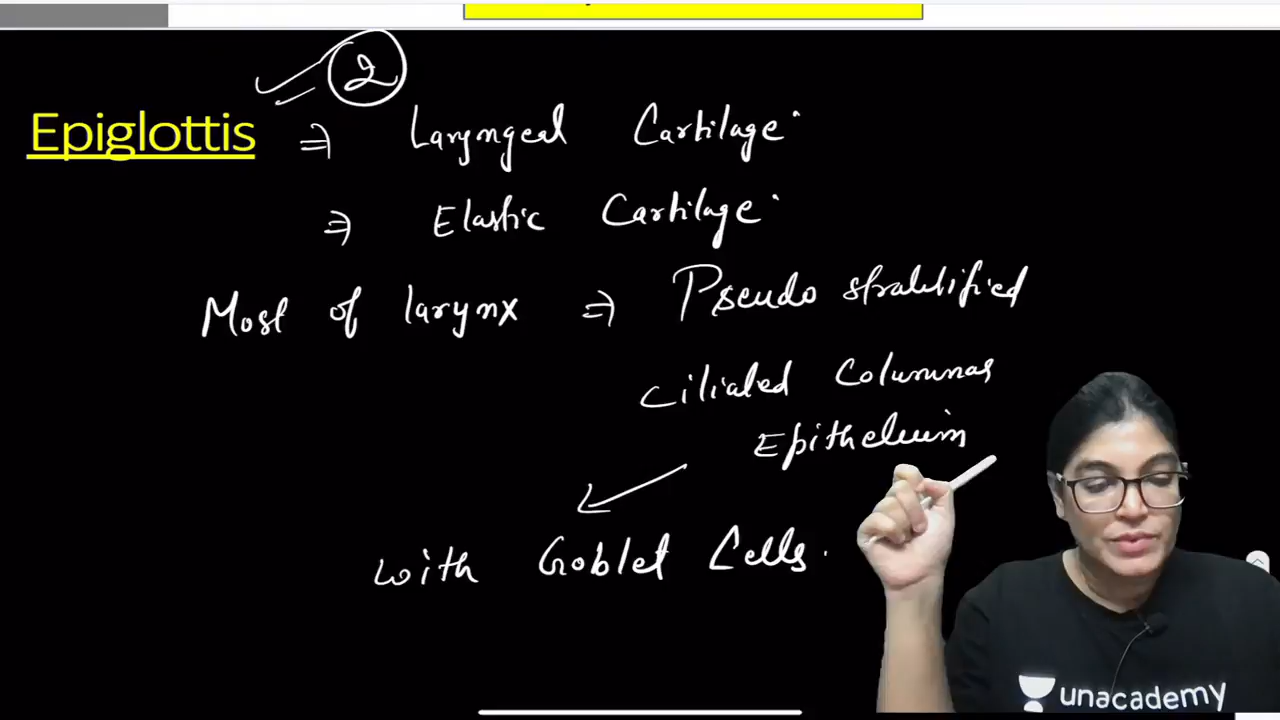 2
Epiglottis ⇒ Laryngeal Cartilage
⇒ Elastic Cartilage
Most of larynx ⇒ Pseudo stratified
Ciliated Columnar
Epithelium
with Goblet Cells.
unacademy